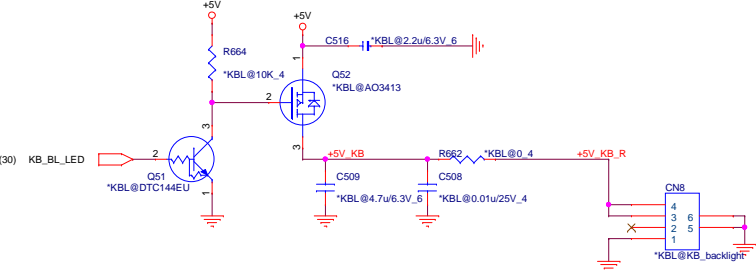 +5V
+5V
C516
*KBL@2.2u/6.3V_6
R664
*KBL@10K_4
1
Q52
*KBL@AO3413
2
3
3
(30) KB_BL_LED
2
+5V_KB
R662
*KBL@0_4
+5V_KB_R
Q51
*KBL@DTC144EU
1
C509
*KBL@4.7u/6.3V_6
C508
*KBL@0.01u/25V_4
CN8
4
3 6
2 5
1
*KBL@KB_backlight